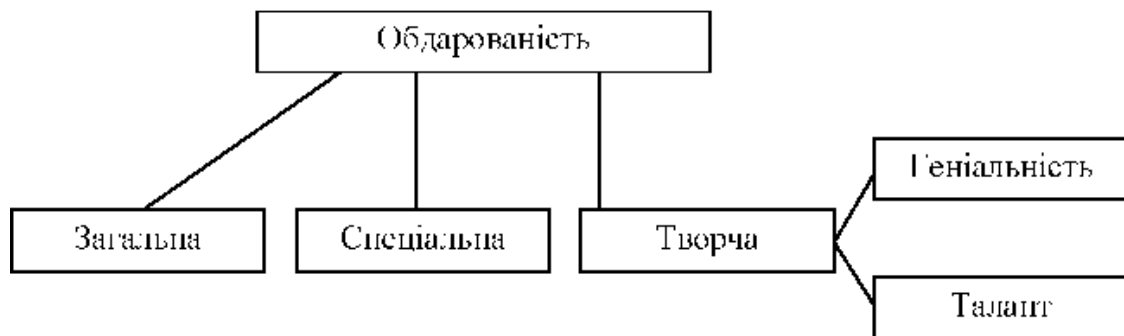 Обдарованість
Геніальність
Загальна
Спеціальна
Творча
Талант